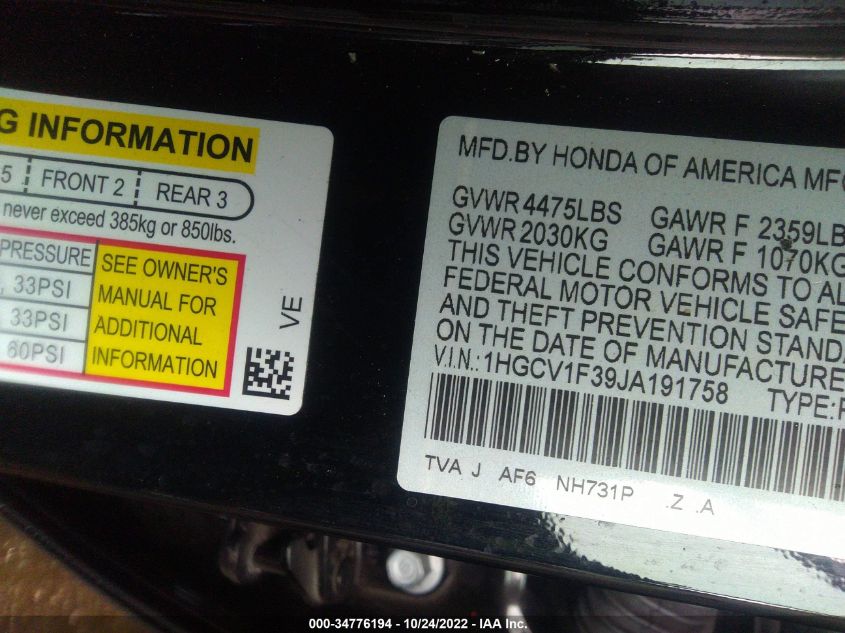 G INFORMATION
5 FRONT 2 REAR 3
never exceed 385kg or 850lbs.
PRESSURE SEE OWNER'S
33PSI MANUAL FOR
33PSI ADDITIONAL
60PSI INFORMATION
VE
MFD.BY HONDA OF AMERICA MFG
GVWR 4475LBS GAWR F 2359LB
GVWR 2030KG GAWR F 1070KG
THIS VEHICLE CONFORMS TO AL
FEDERAL MOTOR VEHICLE SAFE
AND THEFT PREVENTION STANDA
ON THE DATE OF MANUFACTURE
V.I.N.:1HGCV1F39JA191758 TYPE:P
TVA J AF6 NH731P .Z .A
000-34776194 - 10/24/2022 - IAA Inc.